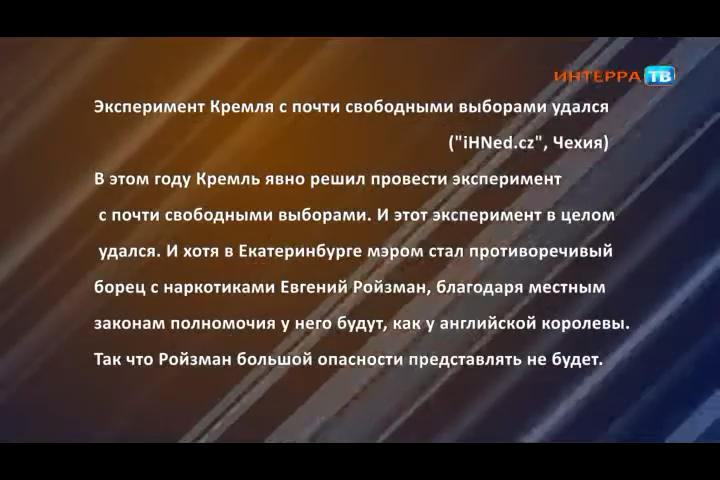 ИНТЕРРА ТВ
Эксперимент Кремля с почти свободными выборами удался
("iHNed.cz", Чехия)
В этом году Кремль явно решил провести эксперимент
с почти свободными выборами. И этот эксперимент в целом
удался. И хотя в Екатеринбурге мэром стал противоречивый
борец с наркотиками Евгений Ройзман, благодаря местным
законам полномочия у него будут, как у английской королевы.
Так что Ройзман большой опасности представлять не будет.